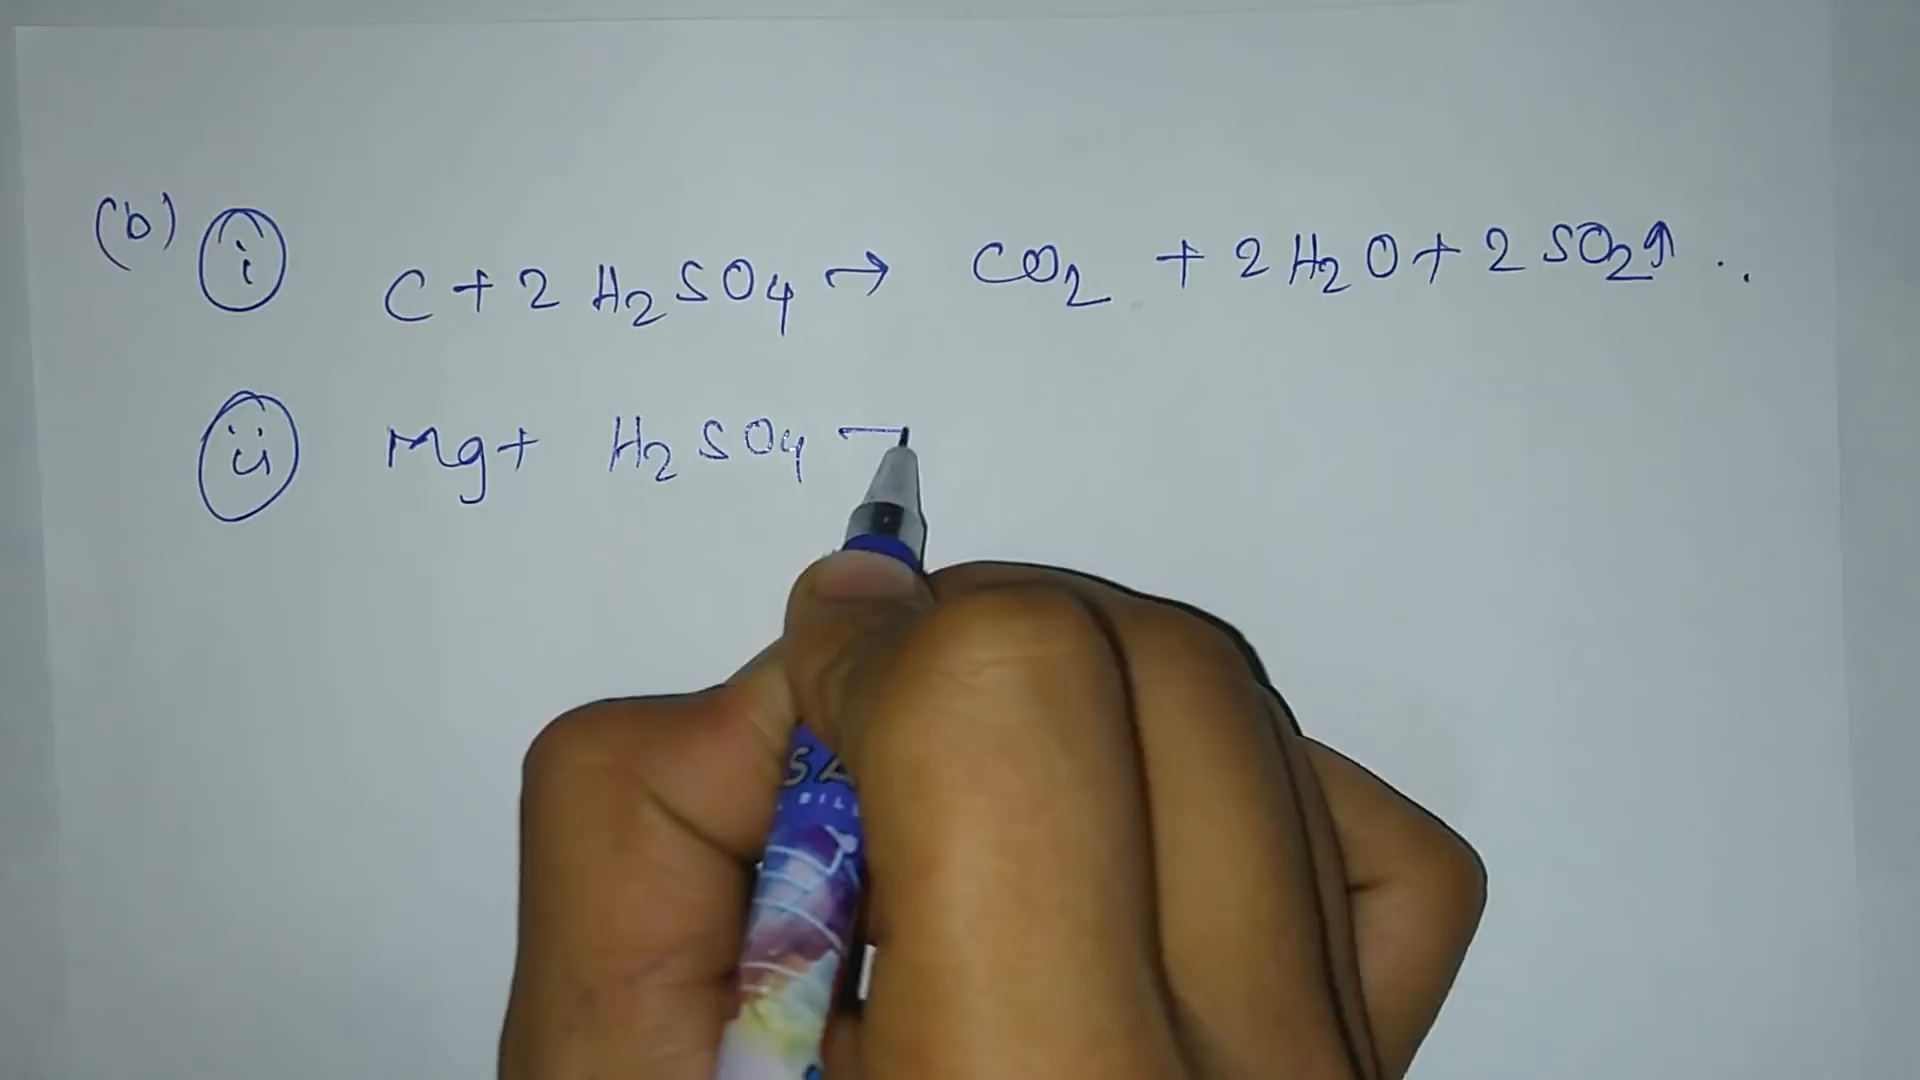 (b) (i) C + 2 H2SO4 → CO2 + 2 H2O + 2 SO2↑ ..
(ii) Mg + H2SO4 —